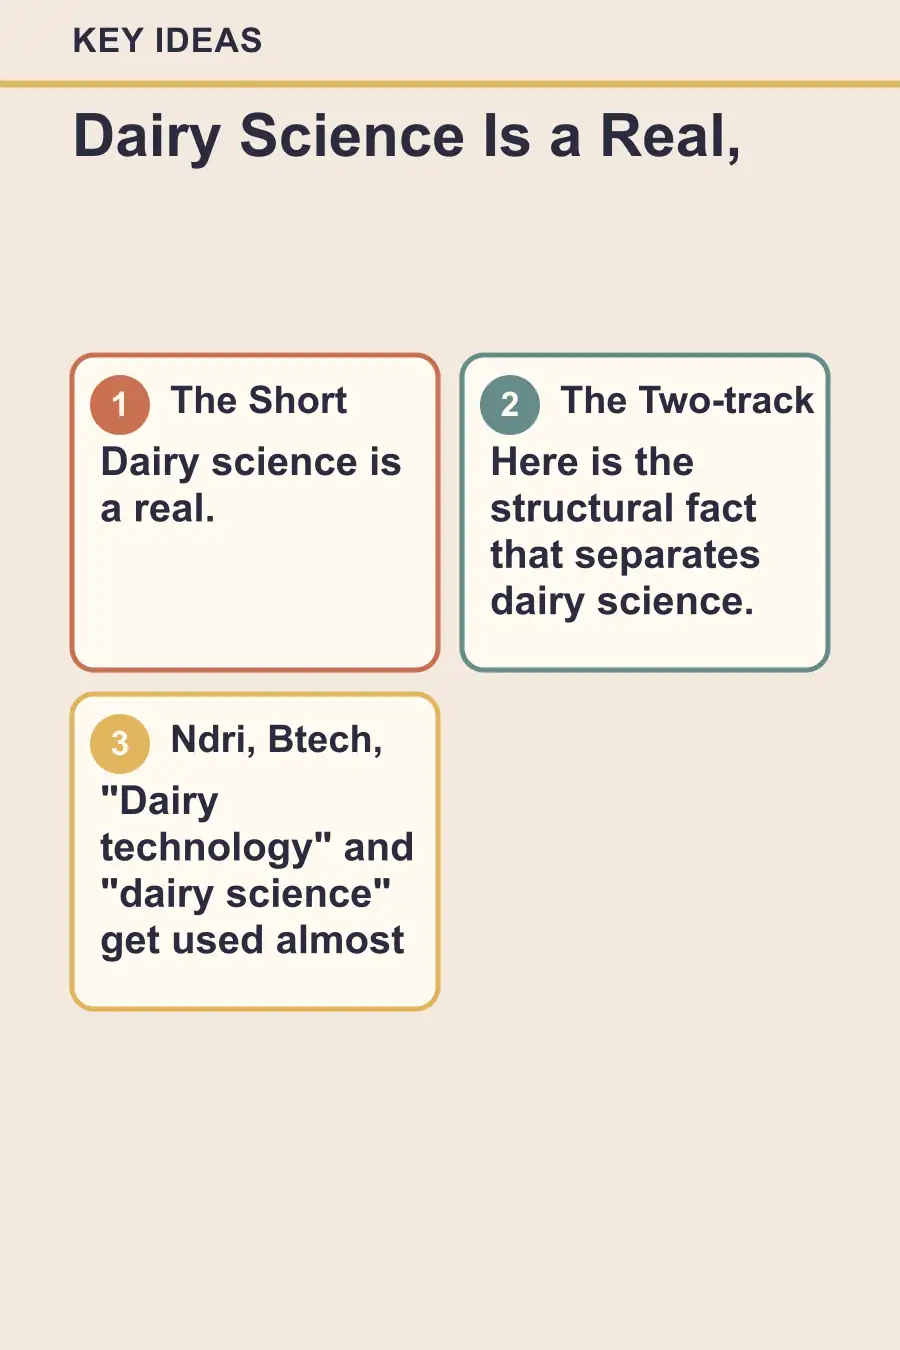 KEY IDEAS
Dairy Science Is a Real,
1 The Short
Dairy science is
a real.
2 The Two-track
Here is the
structural fact
that separates
dairy science.
3 Ndri, Btech,
"Dairy
technology" and
"dairy science"
get used almost